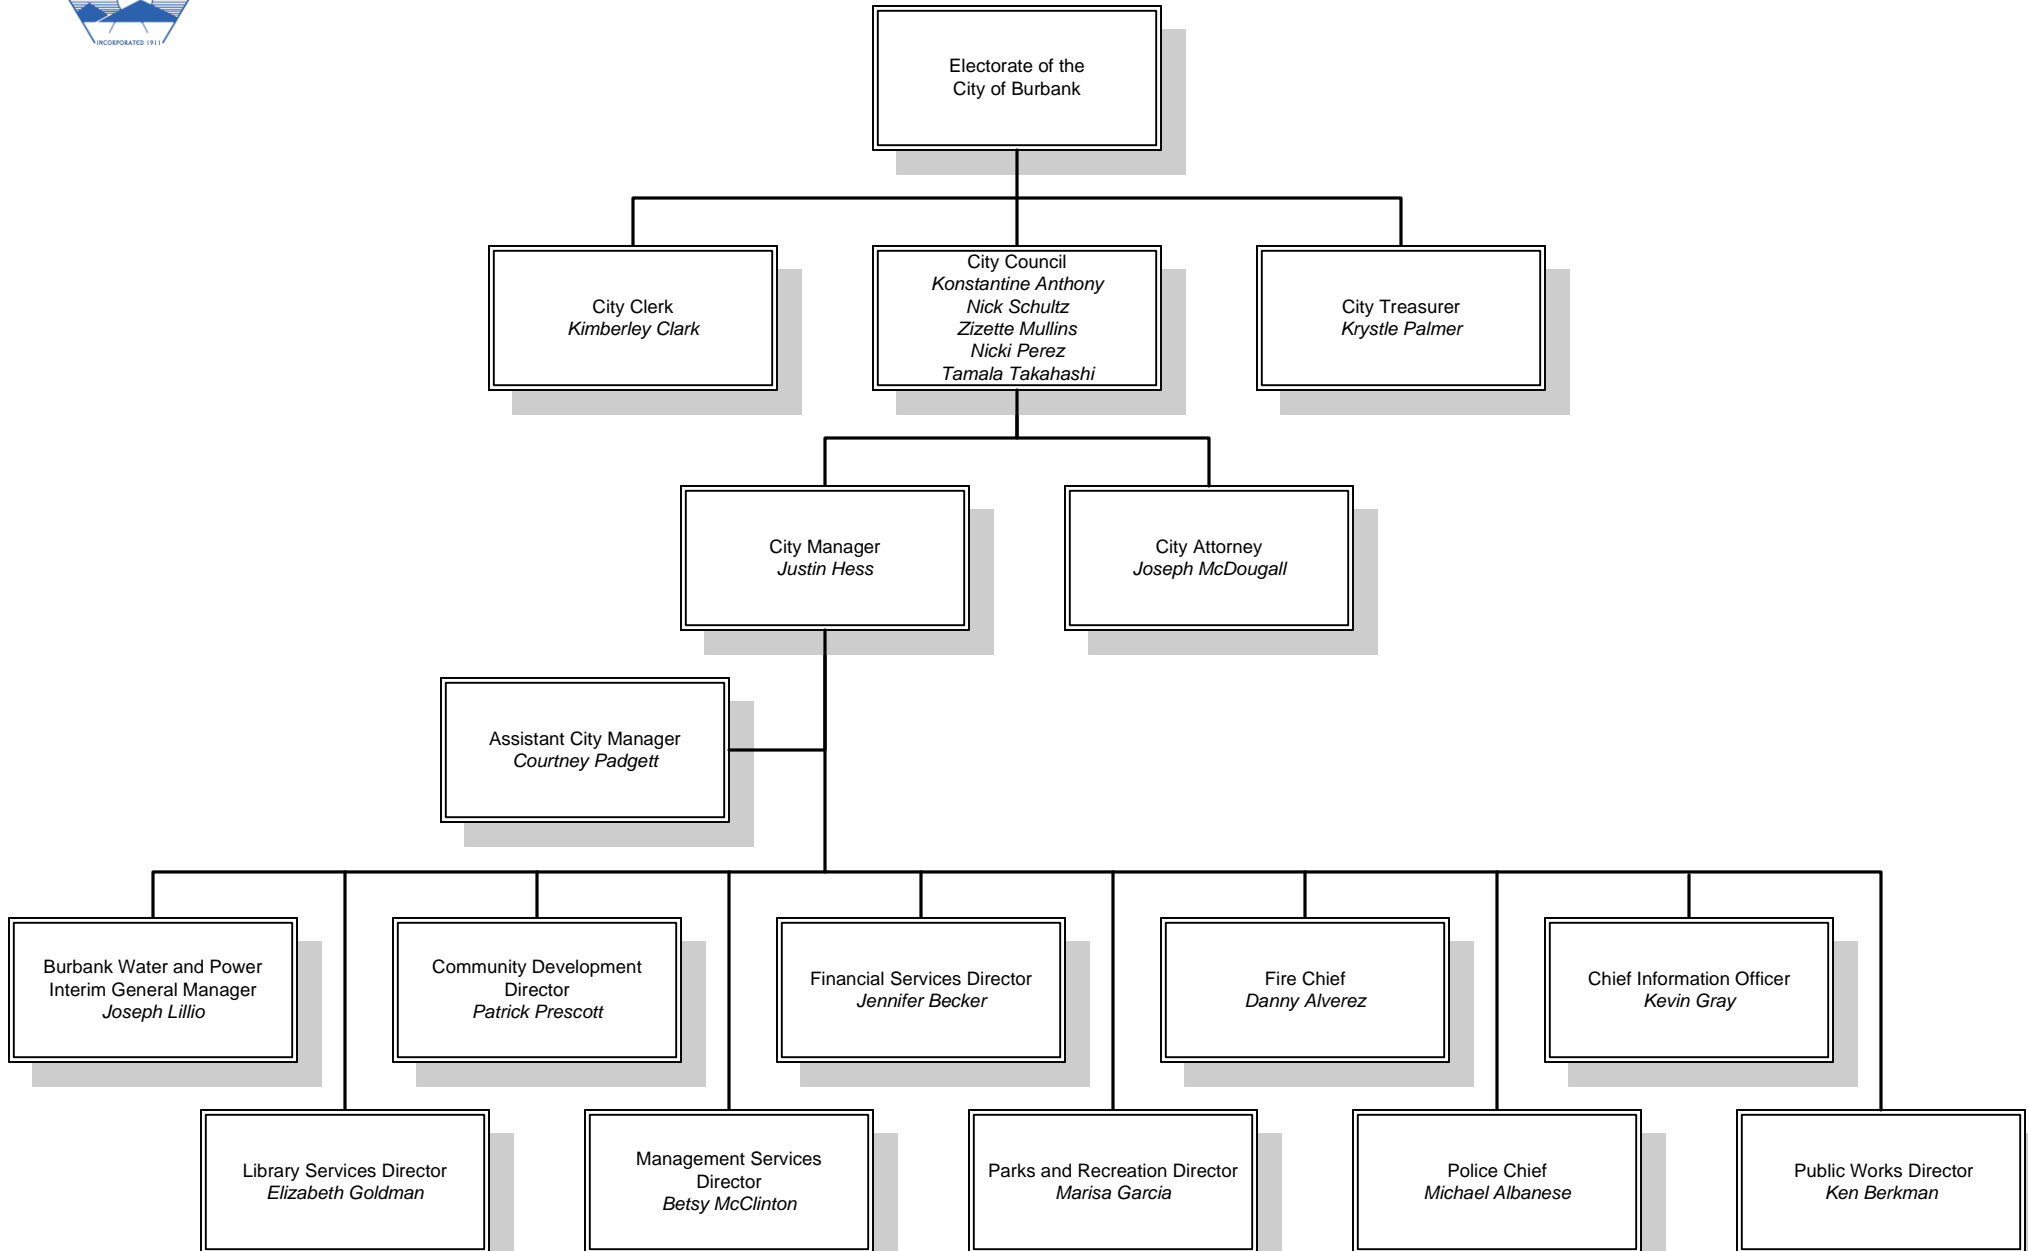 INCORPORATED 1911
Electorate of the
City of Burbank
City Clerk
Kimberley Clark
City Council
Konstantine Anthony
Nick Schultz
Zizette Mullins
Nicki Perez
Tamala Takahashi
City Treasurer
Krystle Palmer
City Manager
Justin Hess
City Attorney
Joseph McDougall
Assistant City Manager
Courtney Padgett
Burbank Water and Power
Interim General Manager
Joseph Lillio
Community Development
Director
Patrick Prescott
Financial Services Director
Jennifer Becker
Fire Chief
Danny Alverez
Chief Information Officer
Kevin Gray
Library Services Director
Elizabeth Goldman
Management Services
Director
Betsy McClinton
Parks and Recreation Director
Marisa Garcia
Police Chief
Michael Albanese
Public Works Director
Ken Berkman